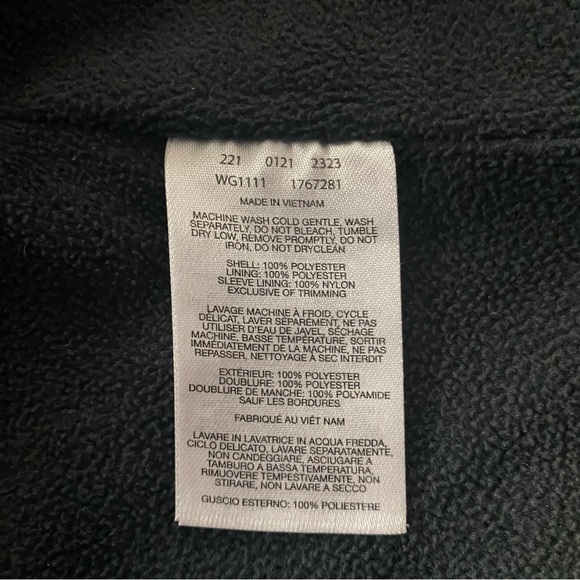 221 0121 2323
WG1111 1767281
MADE IN VIETNAM
MACHINE WASH COLD GENTLE, WASH
SEPARATELY, DO NOT BLEACH, TUMBLE
DRY LOW, REMOVE PROMPTLY, DO NOT
IRON, DO NOT DRYCLEAN
SHELL: 100% POLYESTER
LINING: 100% POLYESTER
SLEEVE LINING: 100% NYLON
EXCLUSIVE OF TRIMMING
LAVAGE MACHINE À FROID, CYCLE
DÉLICAT, LAVER SÉPARÉMENT, NE PAS
UTILISER D'EAU DE JAVEL, SÉCHAGE
MACHINE, BASSE TEMPÉRATURE, SORTIR
IMMÉDIATEMENT DE LA MACHINE, NE PAS
REPASSER, NETTOYAGE À SEC INTERDIT
EXTÉRIEUR: 100% POLYESTER
DOUBLURE: 100% POLYESTER
DOUBLURE DE MANCHE: 100% POLYAMIDE
SAUF LES BORDURES
FABRIQUÉ AU VIÊT NAM
LAVARE IN LAVATRICE IN ACQUA FREDDA,
CICLO DELICATO, LAVARE SEPARATAMENTE,
NON CANDEGGIARE, ASCIUGARE A
TAMBURO A BASSA TEMPERATURA,
RIMUOVERE TEMPESTIVAMENTE, NON
STIRARE, NON LAVARE A SECCO
GUSCIO ESTERNO: 100% POLIESTERE